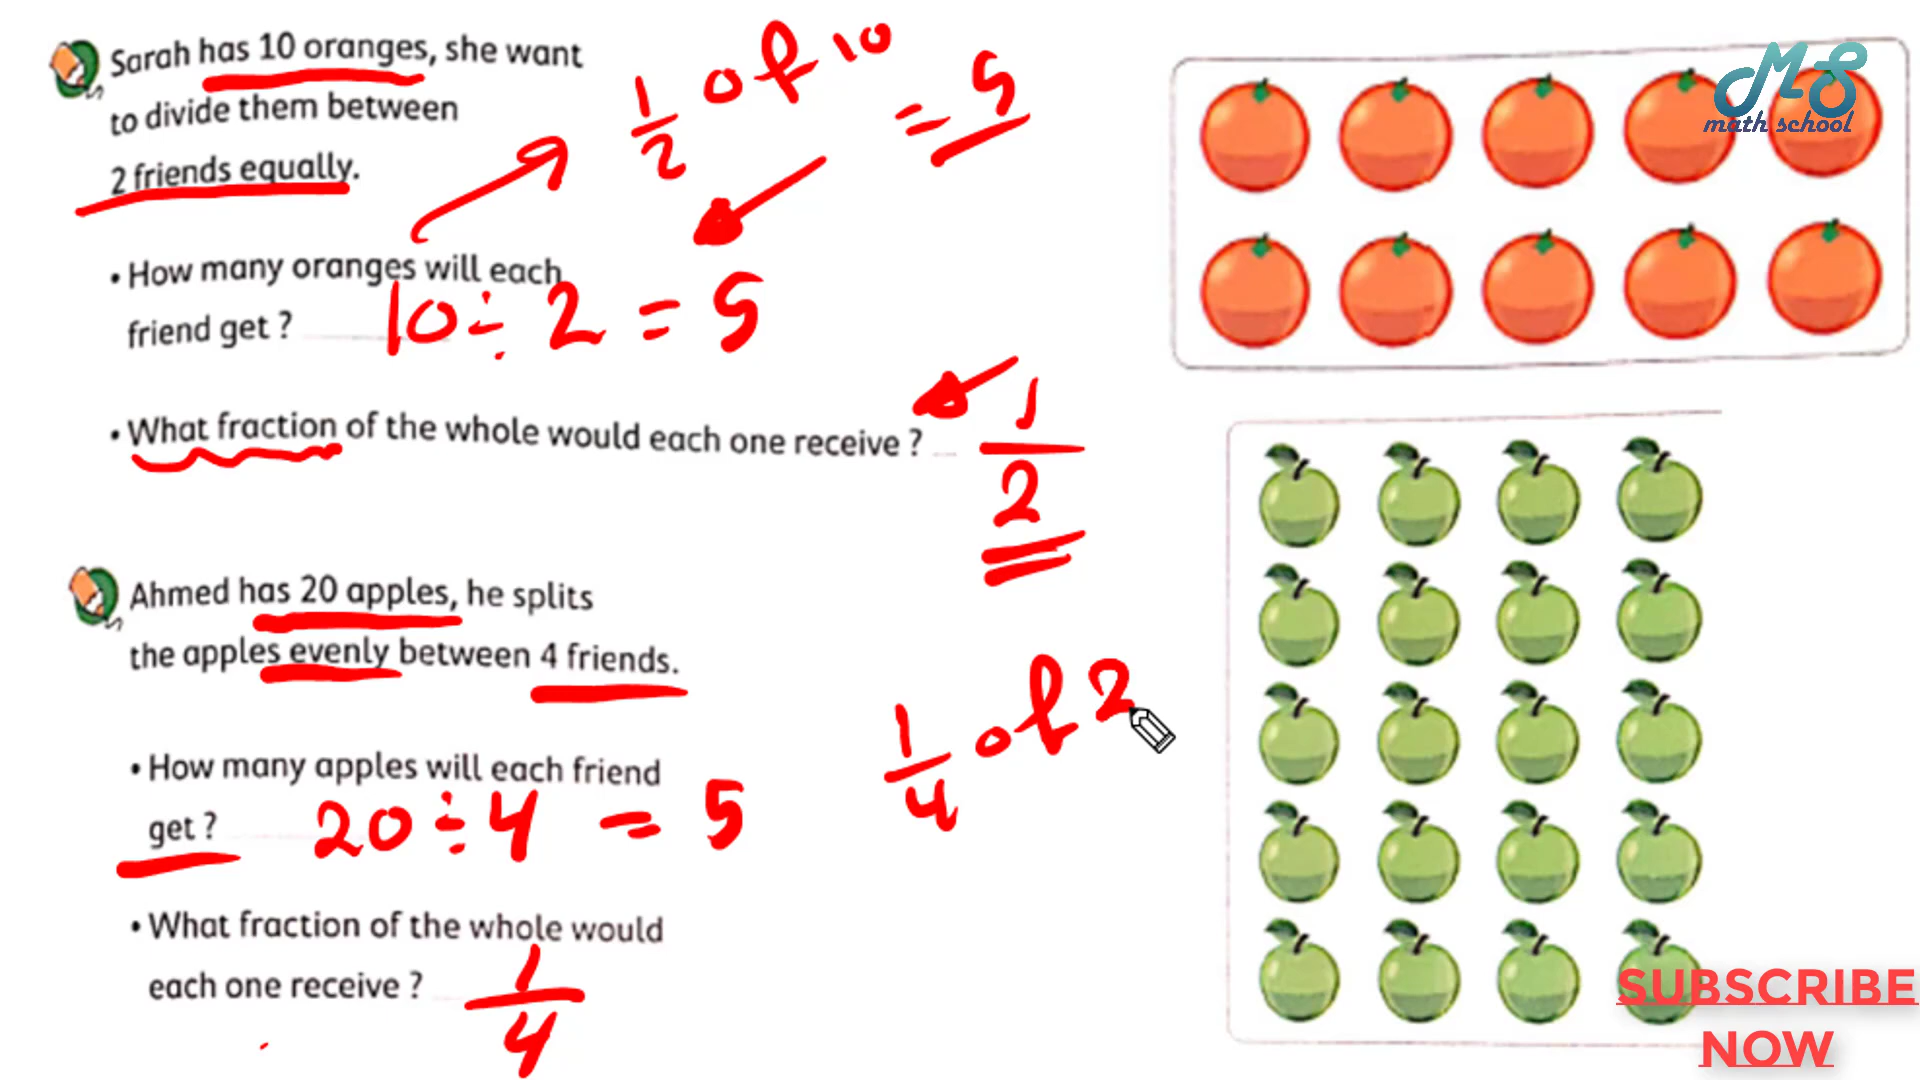 Sarah has 10 oranges, she want
to divide them between
2 friends equally.
1/2 of 10 = 5
• How many oranges will each
friend get ? 10 ÷ 2 = 5
• What fraction of the whole would each one receive ? 1/2
Ahmed has 20 apples, he splits
the apples evenly between 4 friends.
1/4 of 2
• How many apples will each friend
get ? 20 ÷ 4 = 5
• What fraction of the whole would
each one receive ? 1/4
MS
math school
SUBSCRIBE
NOW